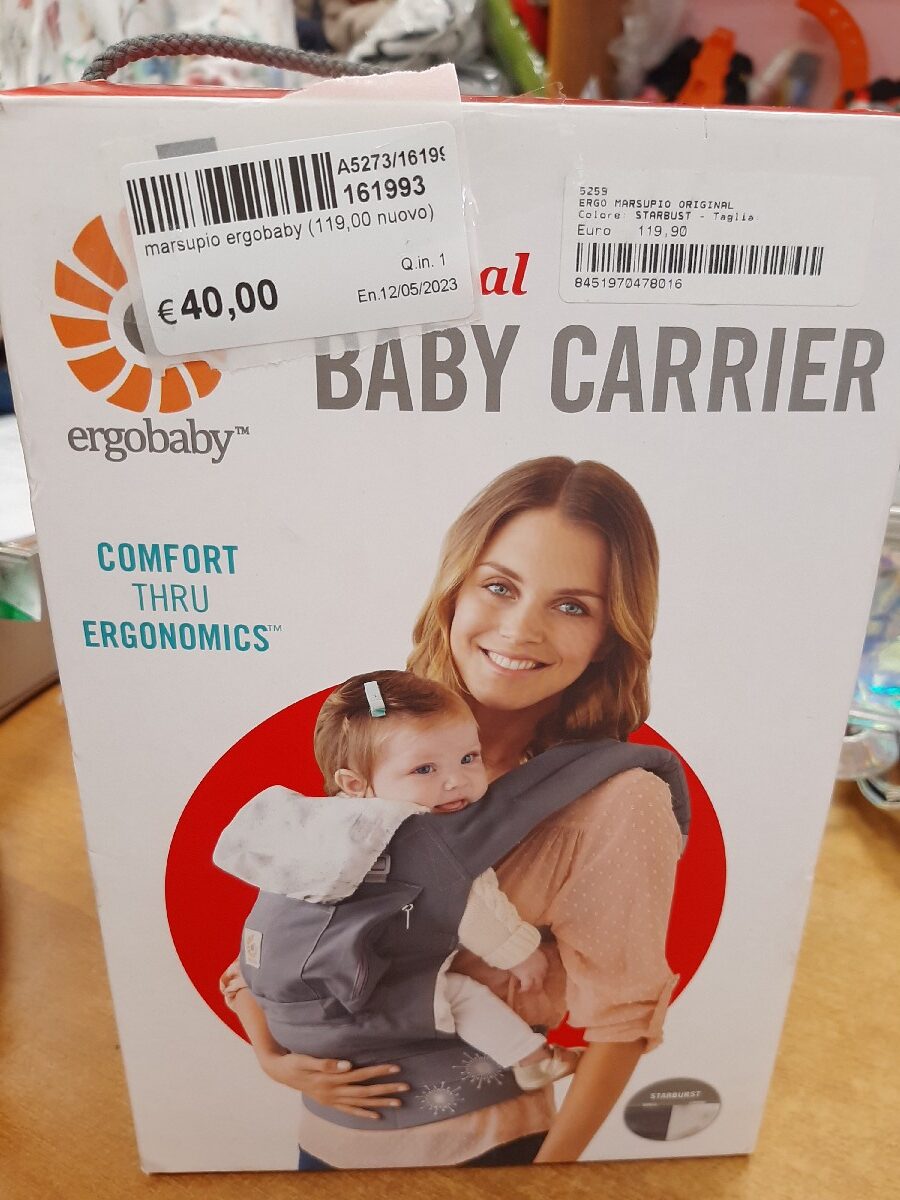 A5273/16199
161993
marsupio ergobaby (119,00 nuovo)
Q.in. 1
€40,00
En.12/05/2023
5259
ERGO MARSUPIO ORIGINAL
Colore: STARBUST - Taglia:
Euro 119,90
8451970478016
al
BABY CARRIER
ergobaby™
COMFORT
THRU
ERGONOMICS™
STARBURST